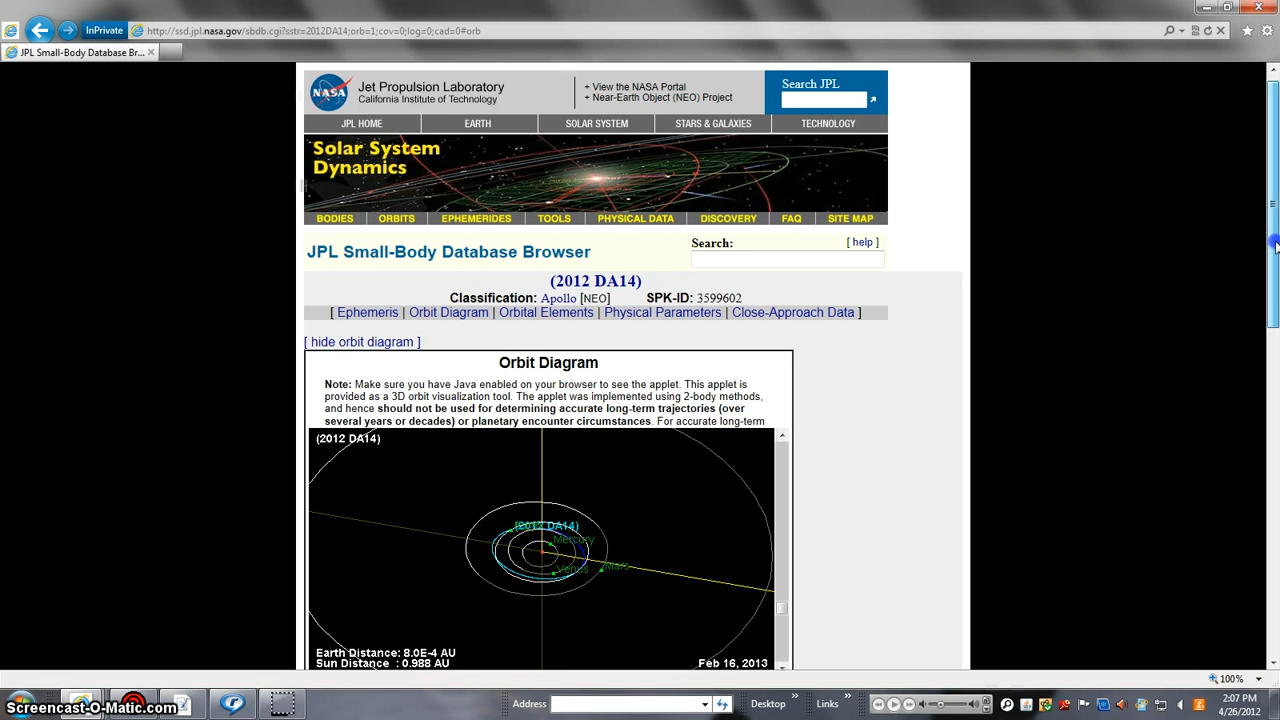 InPrivate
http://ssd.jpl.nasa.gov/sbdb.cgi?sstr=2012DA14;orb=1;cov=0;log=0;cad=0#orb
JPL Small-Body Database Br...
NASA
Jet Propulsion Laboratory
California Institute of Technology
+ View the NASA Portal
+ Near-Earth Object (NEO) Project
Search JPL
JPL HOME EARTH SOLAR SYSTEM STARS & GALAXIES TECHNOLOGY
Solar System
Dynamics
BODIES ORBITS EPHEMERIDES TOOLS PHYSICAL DATA DISCOVERY FAQ SITE MAP
JPL Small-Body Database Browser
Search: [ help ]
(2012 DA14)
Classification: Apollo [NEO] SPK-ID: 3599602
[ Ephemeris | Orbit Diagram | Orbital Elements | Physical Parameters | Close-Approach Data ]
[ hide orbit diagram ]
Orbit Diagram
Note: Make sure you have Java enabled on your browser to see the applet. This applet is
provided as a 3D orbit visualization tool. The applet was implemented using 2-body methods,
and hence should not be used for determining accurate long-term trajectories (over
several years or decades) or planetary encounter circumstances. For accurate long-term
(2012 DA14)
(2012 DA14)
Mercury
Venus
Mars
Earth Distance: 8.0E-4 AU
Sun Distance : 0.988 AU
Feb 16, 2013
100%
Address
Desktop
Links
2:07 PM
4/26/2012
Screencast-O-Matic.com